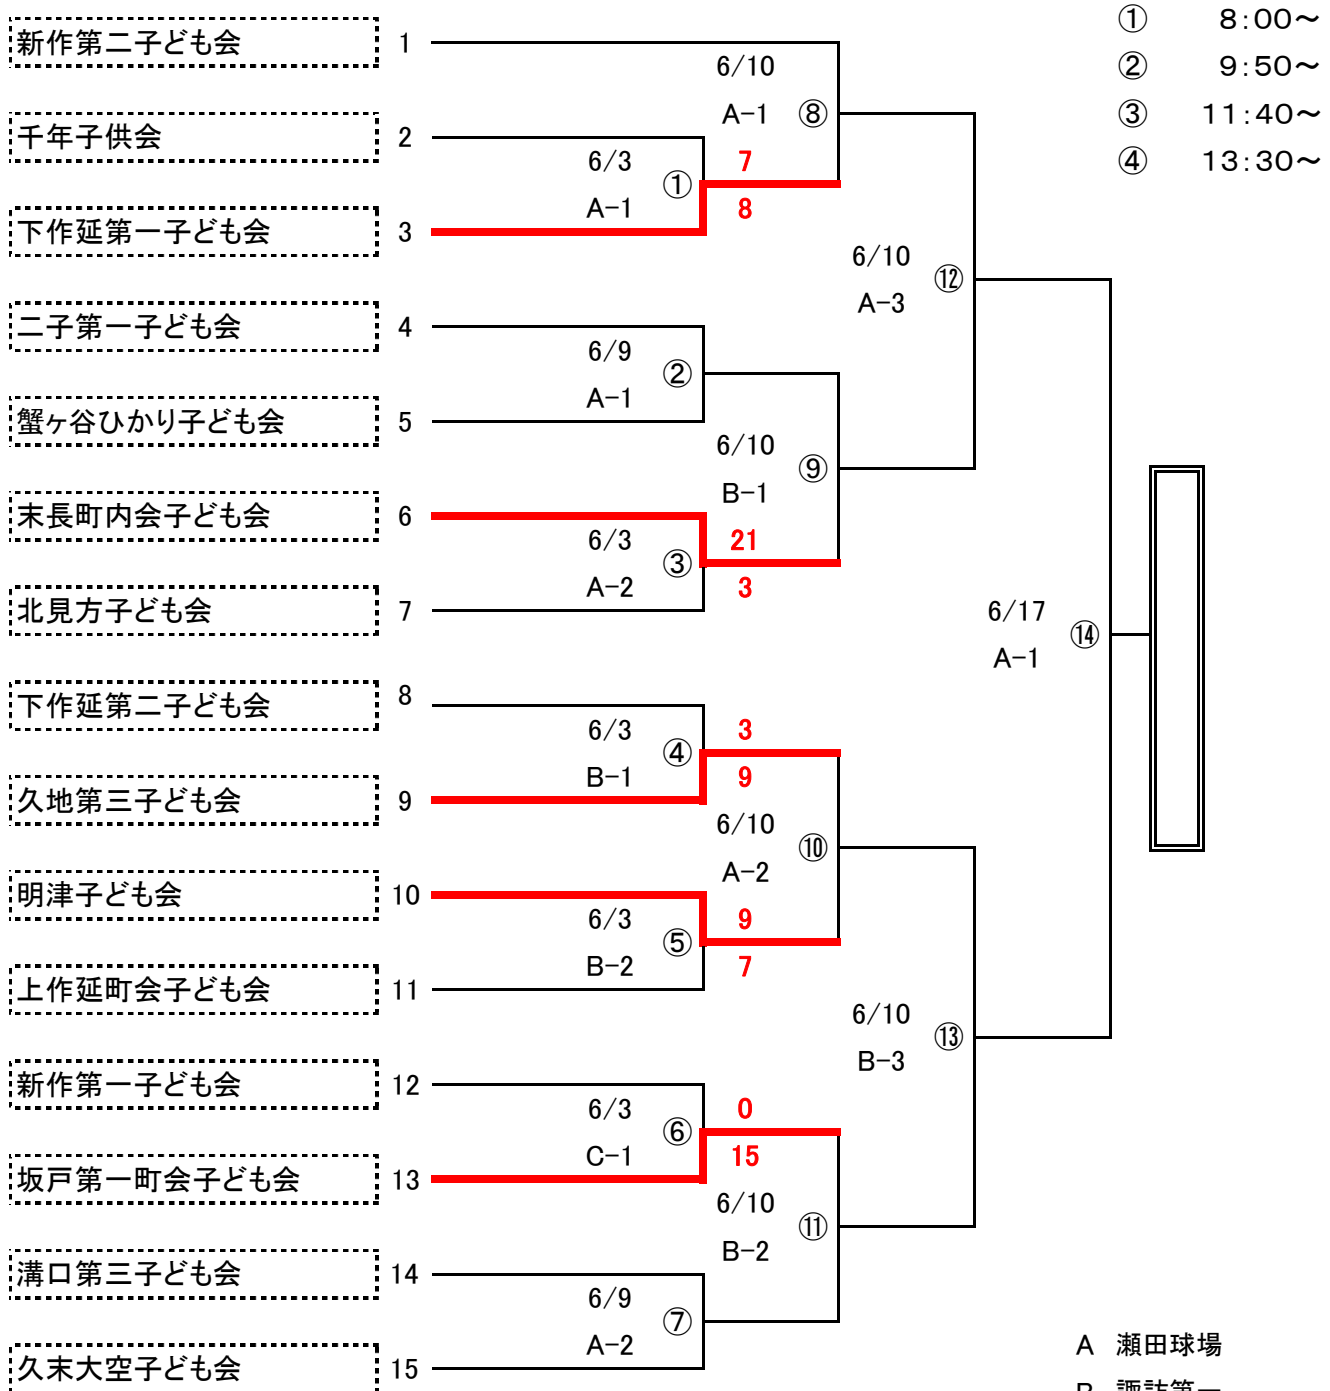 ① 8:00～
② 9:50～
③ 11:40～
④ 13:30～
新作第二子ども会 1
6/10
A-1 ⑧
千年子供会 2
6/3 ①
A-1
7
8
下作延第一子ども会 3
6/10 ⑫
A-3
二子第一子ども会 4
6/9 ②
A-1
蟹ヶ谷ひかり子ども会 5
6/10 ⑨
B-1
末長町内会子ども会 6
6/3 ③
A-2
21
3
北見方子ども会 7
6/17 ⑭
A-1
下作延第二子ども会 8
6/3 ④
B-1
3
9
久地第三子ども会 9
6/10 ⑩
A-2
明津子ども会 10
6/3 ⑤
B-2
9
7
上作延町会子ども会 11
6/10 ⑬
B-3
新作第一子ども会 12
6/3 ⑥
C-1
0
15
坂戸第一町会子ども会 13
6/10 ⑪
B-2
溝口第三子ども会 14
6/9 ⑦
A-2
久末大空子ども会 15
A 瀬田球場
B 諏訪第一